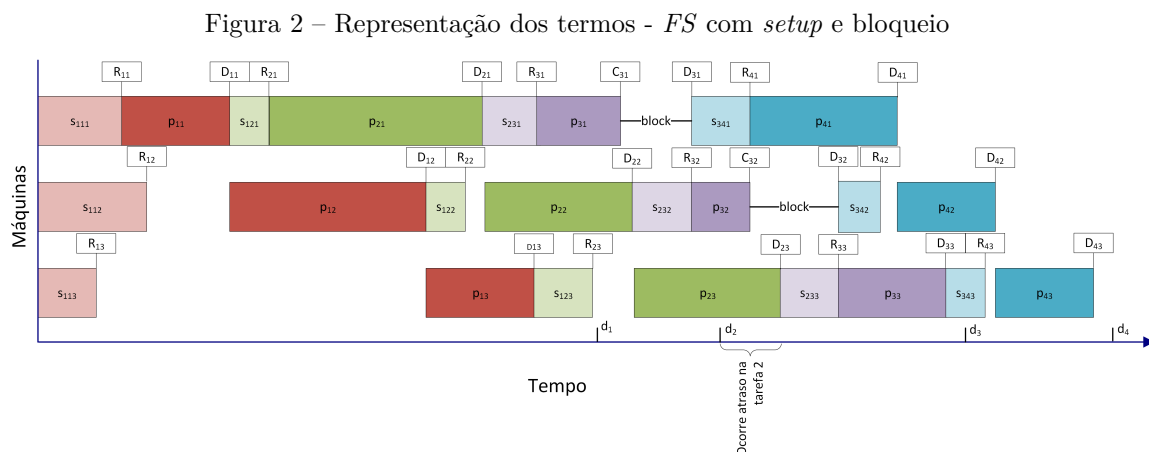 Figura 2 – Representação dos termos - FS com setup e bloqueio
R11 D11 R21 D21 R31 C31 D31 R41 D41
s111 p11 s121 p21 s231 p31 block s341 p41
R12 D12 R22 D22 R32 C32 D32 R42 D42
s112 p12 s122 p22 s232 p32 block s342 p42
R13 D13 R23 D23 R33 D33 R43 D43
s113 p13 s123 p23 s233 p33 s343 p43
d1 d2 d3 d4
Máquinas
Tempo
Ocorre atraso na
tarefa 2